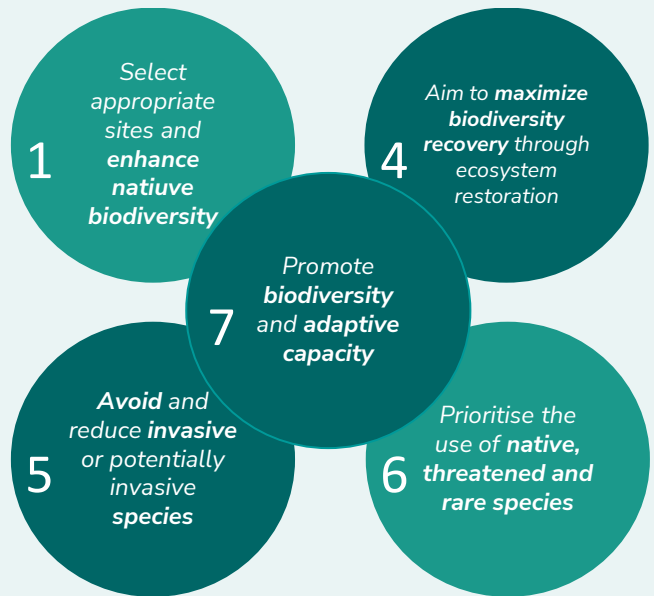 1
Select
appropriate
sites and
enhance
natiuve
biodiversity
4
Aim to maximize
biodiversity
recovery through
ecosystem
restoration
7
Promote
biodiversity
and adaptive
capacity
5
Avoid and
reduce invasive
or potentially
invasive
species
6
Prioritise the
use of native,
threatened and
rare species